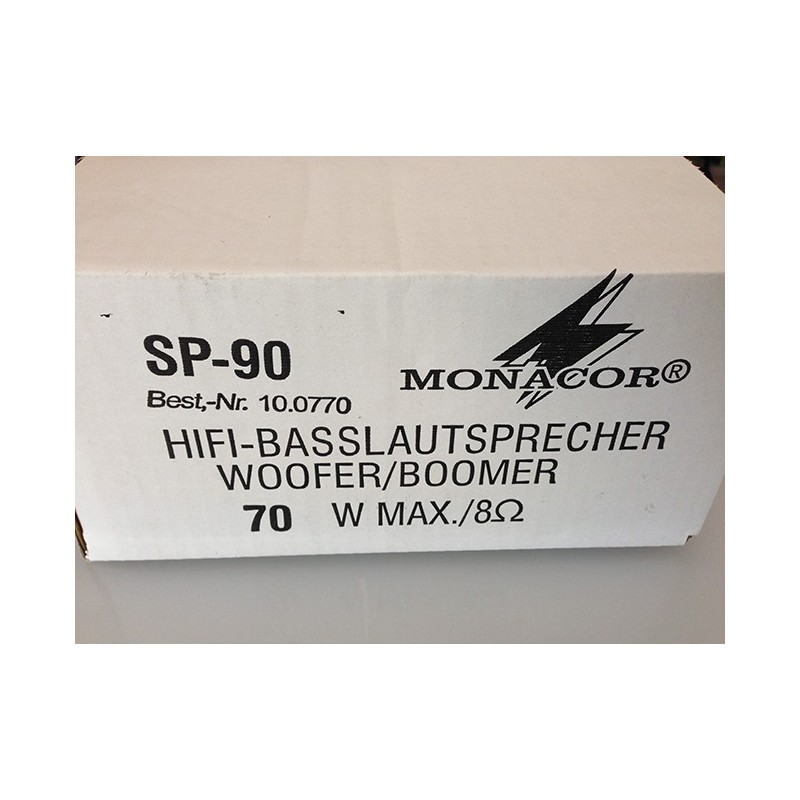 SP-90
MONACOR®
Best,-Nr. 10.0770
HIFI-BASSLAUTSPRECHER
WOOFER/BOOMER
70 W MAX./8Ω